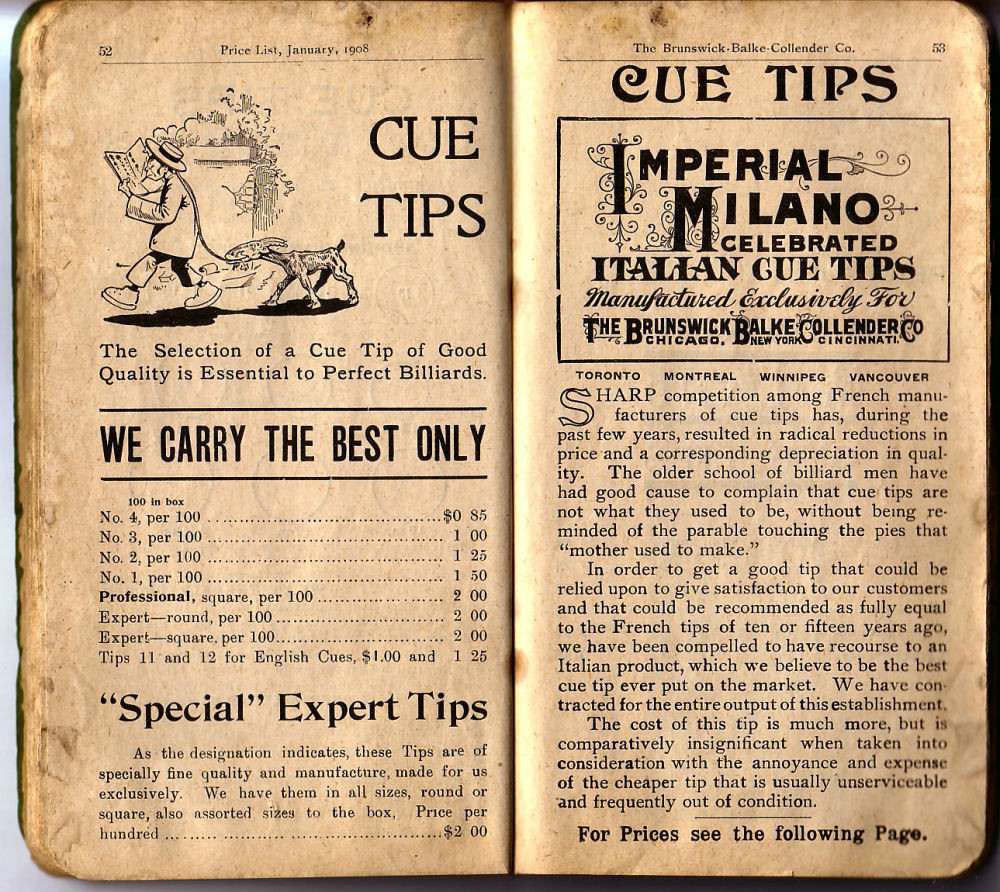 52
Price List, January, 1908
CUE
TIPS
The Selection of a Cue Tip of Good
Quality is Essential to Perfect Billiards.
WE CARRY THE BEST ONLY
100 in box
No. 4, per 100 ........................................$0 85
No. 3, per 100 ........................................ 1 00
No. 2, per 100 ........................................ 1 25
No. 1, per 100 ........................................ 1 50
Professional, square, per 100 ..................... 2 00
Expert—round, per 100 ............................. 2 00
Expert—square, per 100............................ 2 00
Tips 11 and 12 for English Cues, $1.00 and 1 25
"Special" Expert Tips
As the designation indicates, these Tips are of
specially fine quality and manufacture, made for us
exclusively. We have them in all sizes, round or
square, also assorted sizes to the box, Price per
hundred ................................................$2 00
The Brunswick-Balke-Collender Co.
53
CUE TIPS
IMPERIAL
MILANO
CELEBRATED
ITALIAN CUE TIPS
Manufactured Exclusively For
THE BRUNSWICK BALKE COLLENDER CO
CHICAGO. NEW YORK CINCINNATI.
TORONTO MONTREAL WINNIPEG VANCOUVER
SHARP competition among French manu-
facturers of cue tips has, during the
past few years, resulted in radical reductions in
price and a corresponding depreciation in qual-
ity. The older school of billiard men have
had good cause to complain that cue tips are
not what they used to be, without being re-
minded of the parable touching the pies that
"mother used to make."
In order to get a good tip that could be
relied upon to give satisfaction to our customers
and that could be recommended as fully equal
to the French tips of ten or fifteen years ago,
we have been compelled to have recourse to an
Italian product, which we believe to be the best
cue tip ever put on the market. We have con-
tracted for the entire output of this establishment.
The cost of this tip is much more, but is
comparatively insignificant when taken into
consideration with the annoyance and expense
of the cheaper tip that is usually unserviceable
and frequently out of condition.
For Prices see the following Page.